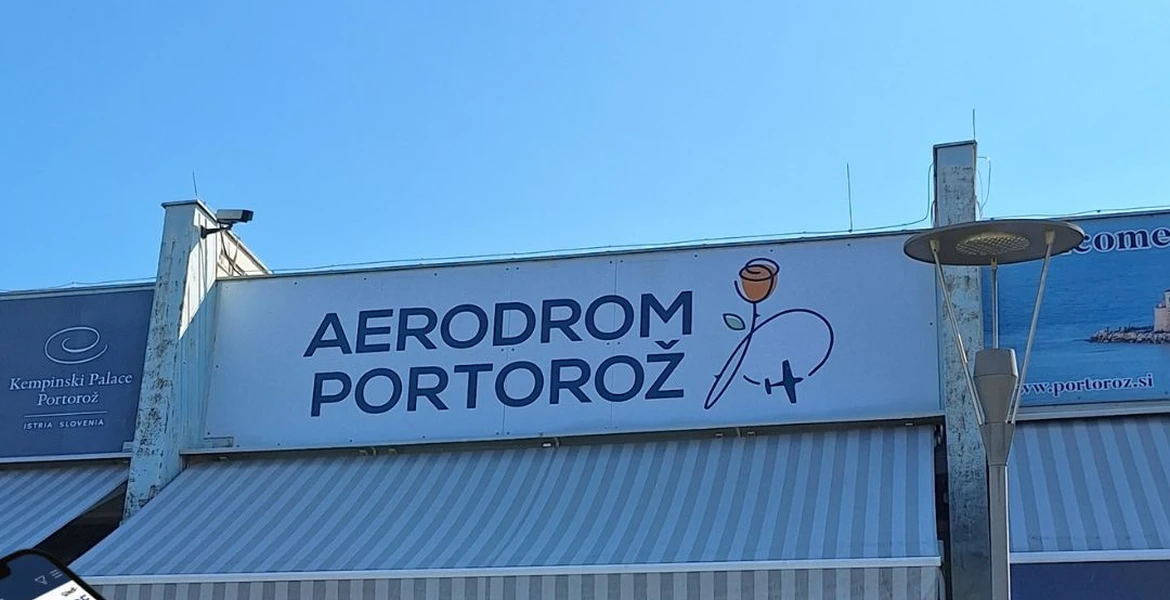 Kempinski Palace
Portorož
ISTRIA SLOVENIA
AERODROM
PORTOROŽ
www.portoroz.si